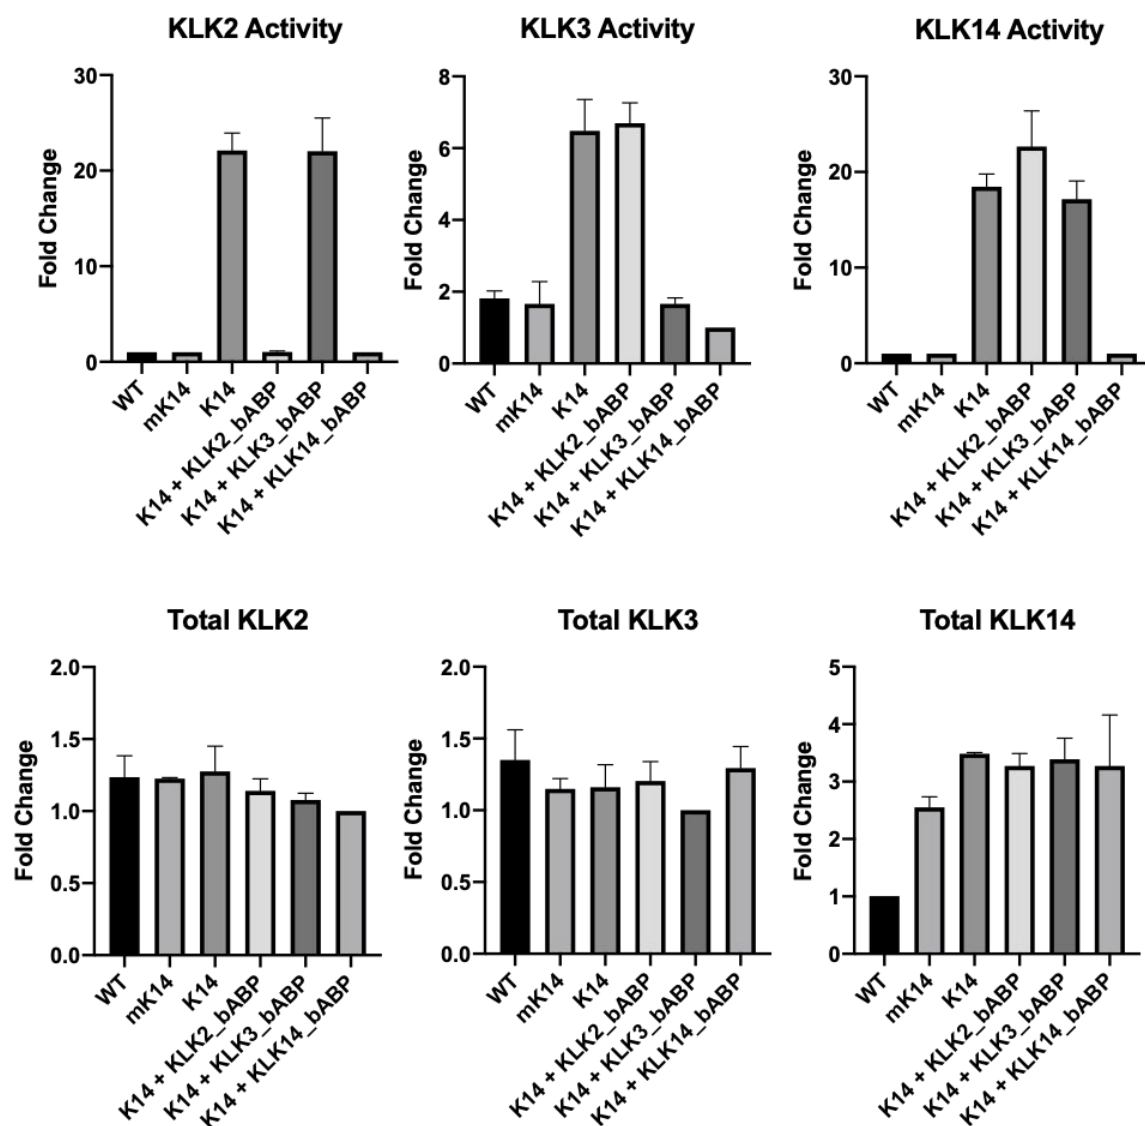 KLK2 Activity
Fold Change
30
20
10
0
WT
mK14
K14
K14 + KLK2_bABP
K14 + KLK3_bABP
K14 + KLK14_bABP
KLK3 Activity
Fold Change
8
6
4
2
0
WT
mK14
K14
K14 + KLK2_bABP
K14 + KLK3_bABP
K14 + KLK14_bABP
KLK14 Activity
Fold Change
30
20
10
0
WT
mK14
K14
K14 + KLK2_bABP
K14 + KLK3_bABP
K14 + KLK14_bABP
Total KLK2
Fold Change
2.0
1.5
1.0
0.5
0.0
WT
mK14
K14
K14 + KLK2_bABP
K14 + KLK3_bABP
K14 + KLK14_bABP
Total KLK3
Fold Change
2.0
1.5
1.0
0.5
0.0
WT
mK14
K14
K14 + KLK2_bABP
K14 + KLK3_bABP
K14 + KLK14_bABP
Total KLK14
Fold Change
5
4
3
2
1
0
WT
mK14
K14
K14 + KLK2_bABP
K14 + KLK3_bABP
K14 + KLK14_bABP